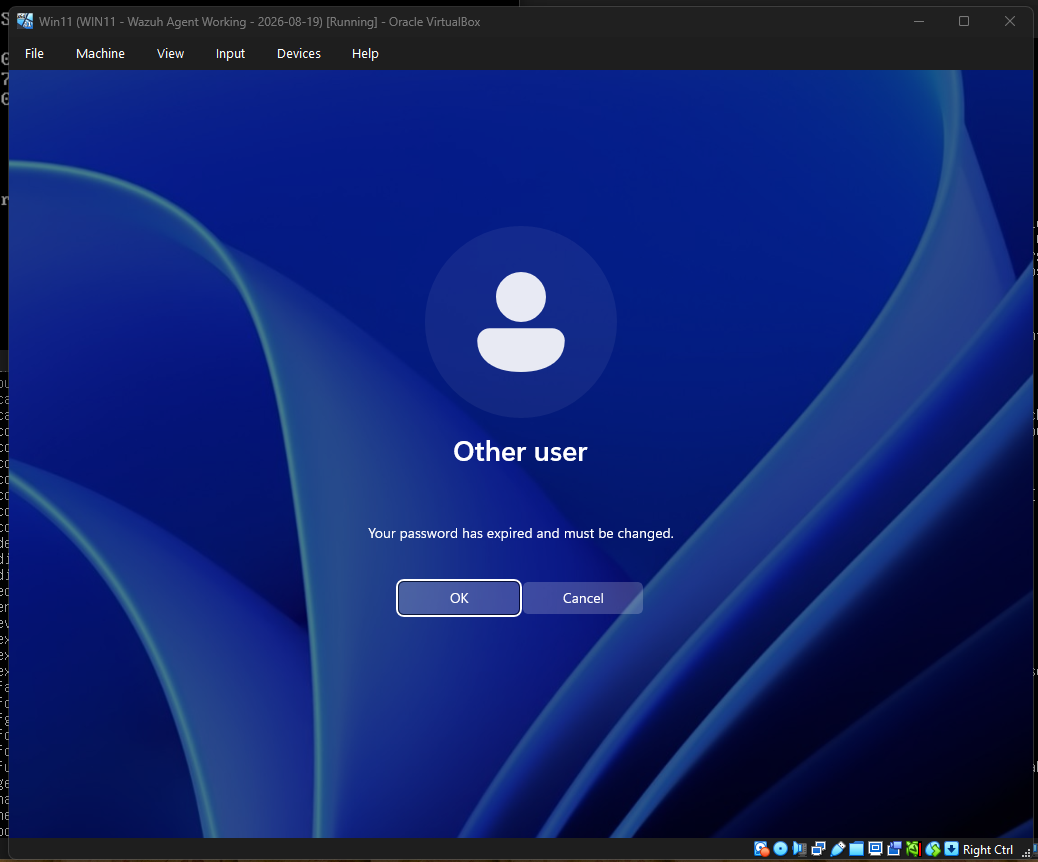 Win11 (WIN11 - Wazuh Agent Working - 2026-08-19) [Running] - Oracle VirtualBox
File Machine View Input Devices Help
Other user
Your password has expired and must be changed.
OK Cancel
Right Ctrl